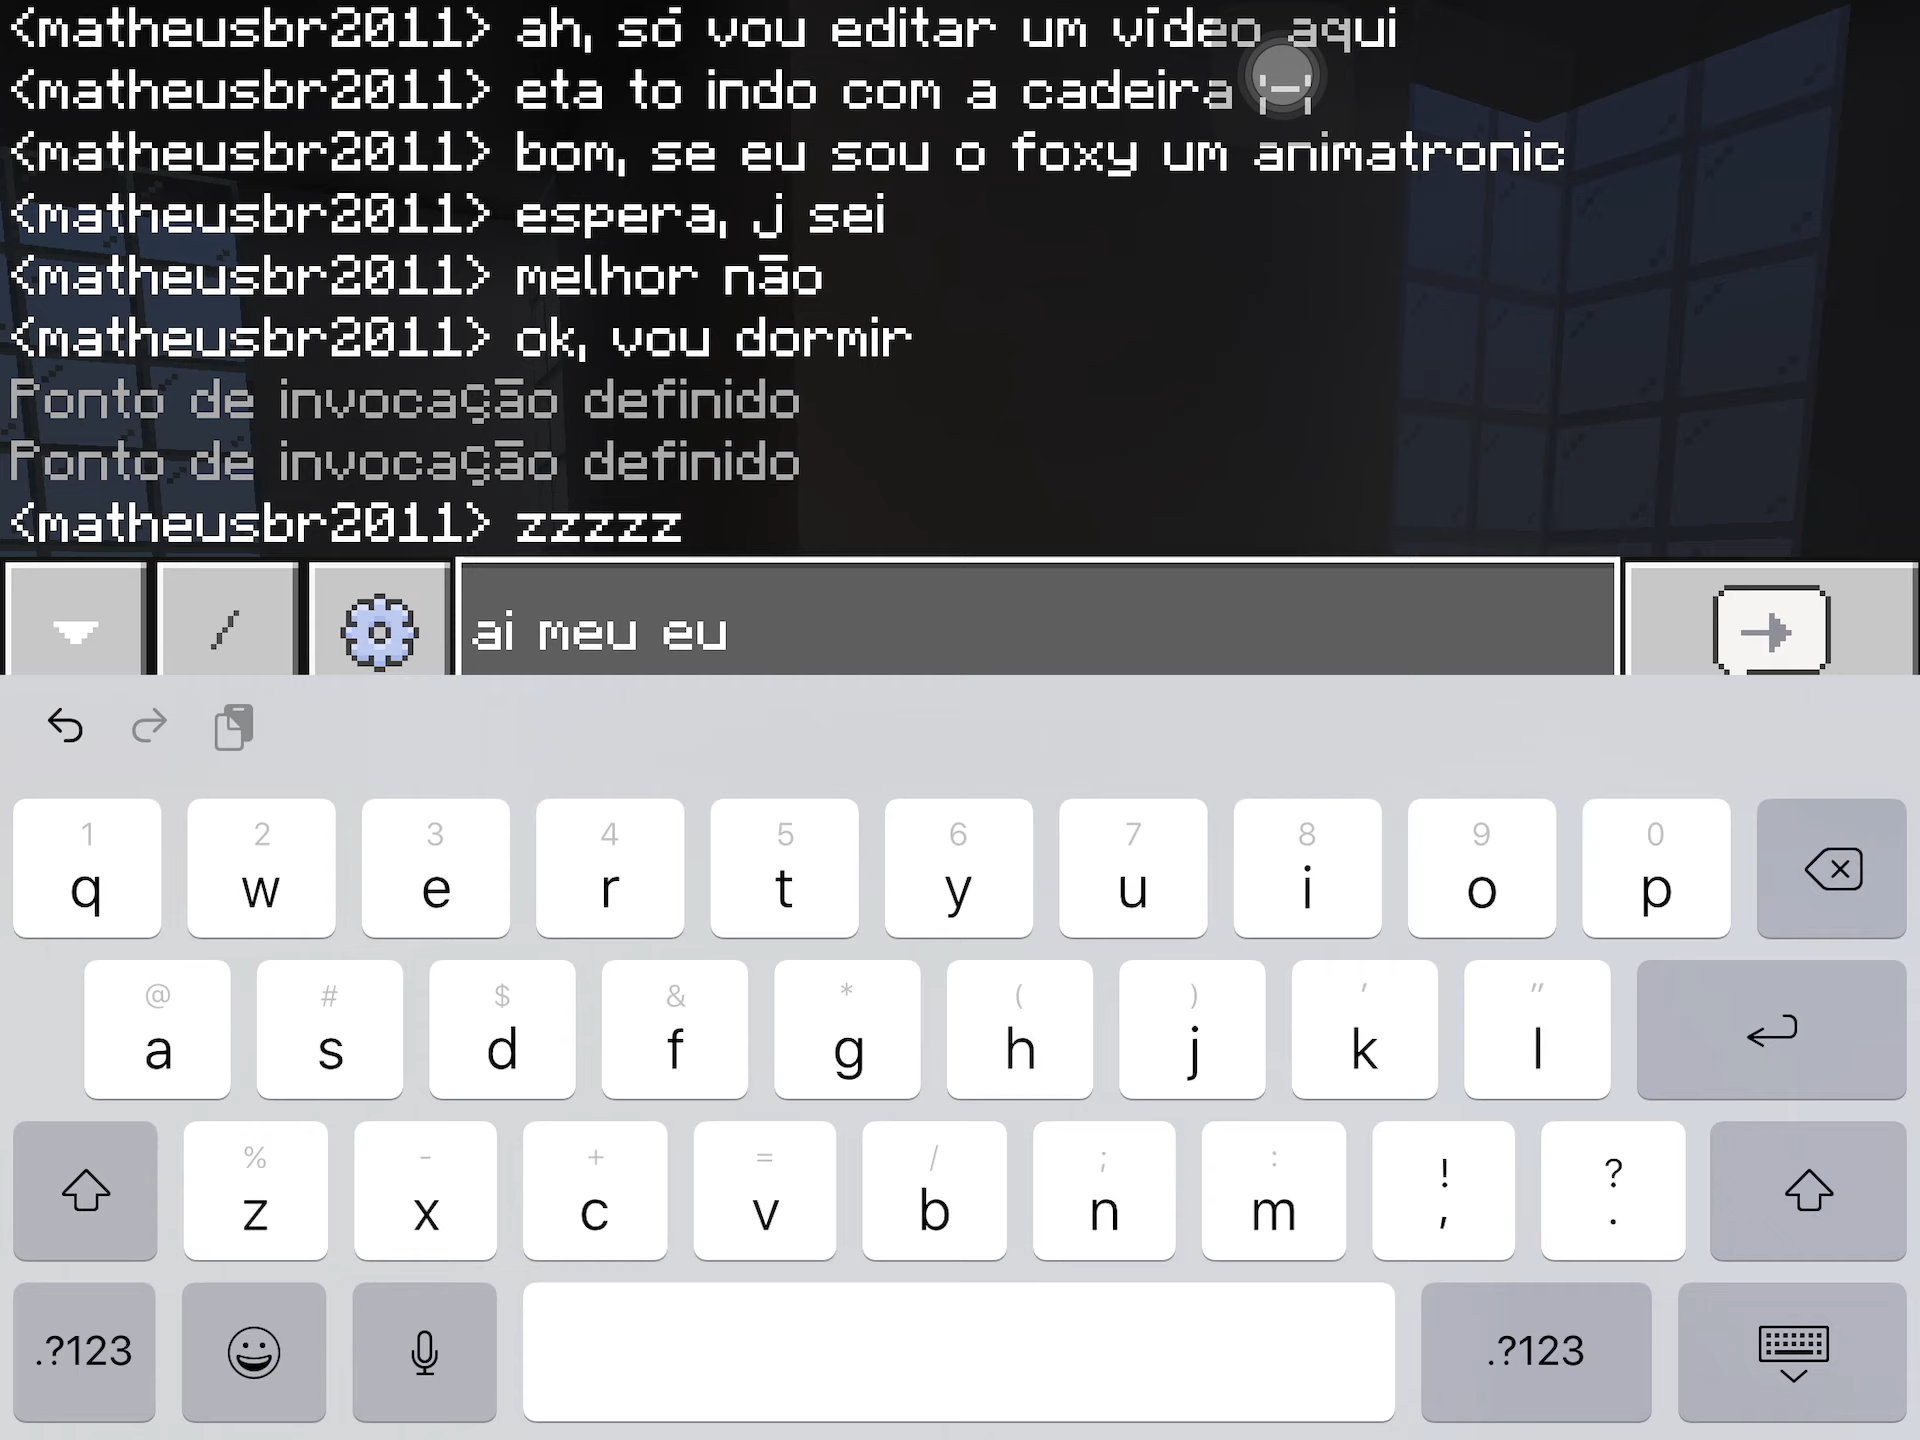 <matheusbr2011> ah, só vou editar um vídeo aqui
<matheusbr2011> eta to indo com a cadeira ;-;
<matheusbr2011> bom, se eu sou o foxy um animatronic
<matheusbr2011> espera, j sei
<matheusbr2011> melhor não
<matheusbr2011> ok, vou dormir
Ponto de invocação definido
Ponto de invocação definido
<matheusbr2011> zzzzz
/ ai meu eu
1 2 3 4 5 6 7 8 9 0
q w e r t y u i o p
@ # $ & * ( ) ' "
a s d f g h j k l
% - + = / ; : ! ?
z x c v b n m , .
.?123 .?123